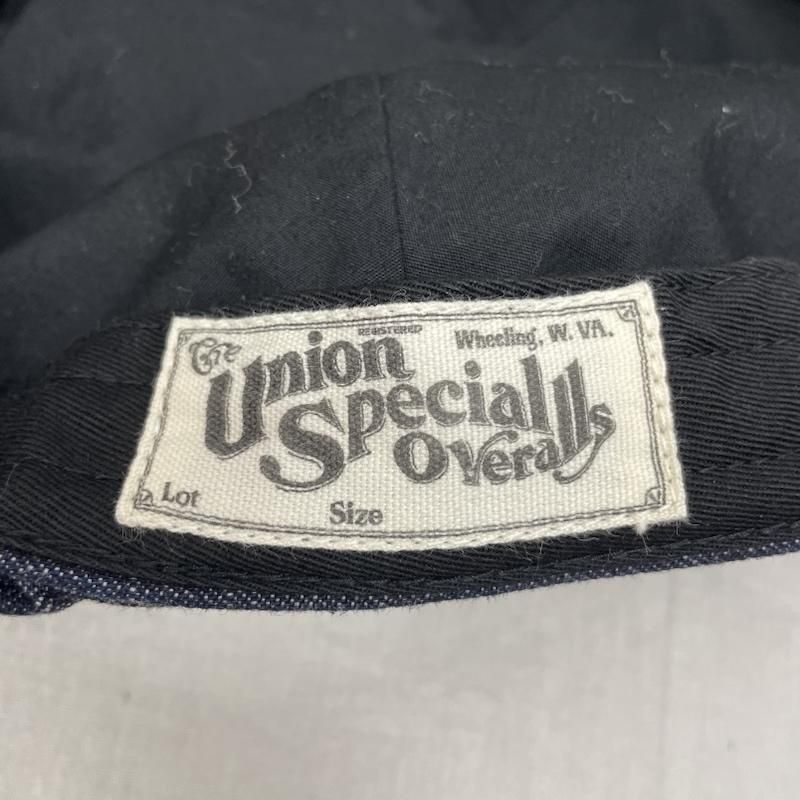 REGISTERED
The Union Special Overalls
Wheeling, W. VA.
Lot
Size